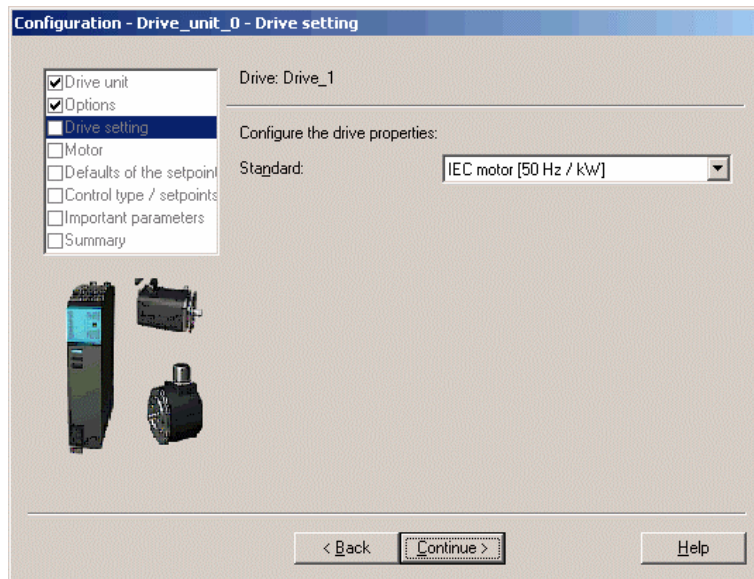 Configuration - Drive_unit_0 - Drive setting
Drive unit
Options
Drive setting
Motor
Defaults of the setpoint
Control type / setpoints
Important parameters
Summary
Drive: Drive_1
Configure the drive properties:
Standard:
IEC motor [50 Hz / kW]
< Back
Continue >
Help